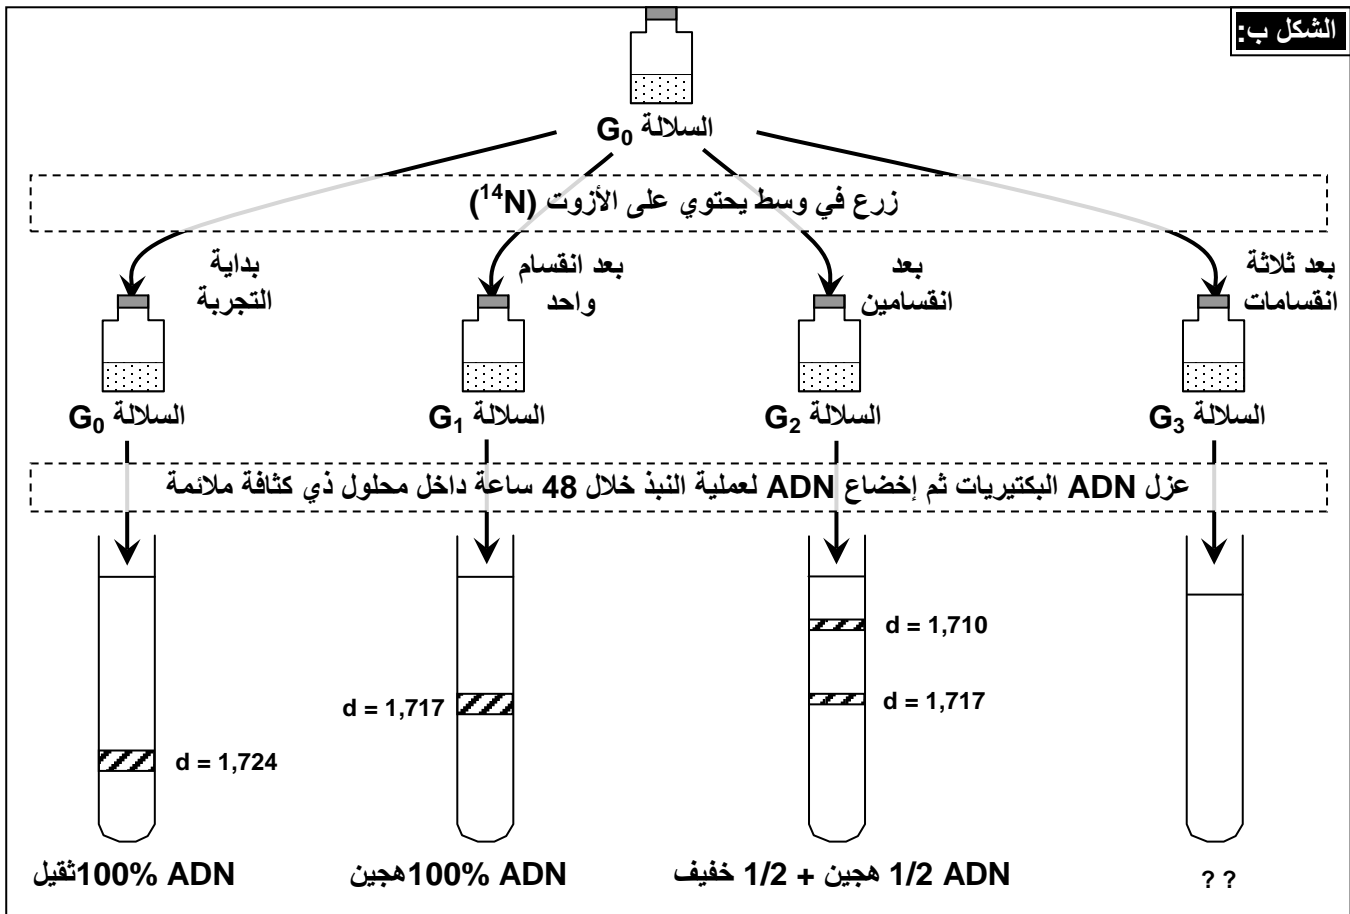 الشكل ب:
السلالة G0
زرع في وسط يحتوي على الأزوت (14N)
بداية
التجربة
بعد انقسام
واحد
بعد
انقسامين
بعد ثلاثة
انقسامات
السلالة G0
السلالة G1
السلالة G2
السلالة G3
عزل ADN البكتيريات ثم إخضاع ADN لعملية النبذ خلال 48 ساعة داخل محلول ذي كثافة ملائمة
d = 1,724
d = 1,717
d = 1,710
d = 1,717
100% ADN ثقيل
100% ADN هجين
1/2 ADN هجين + 1/2 خفيف
? ?